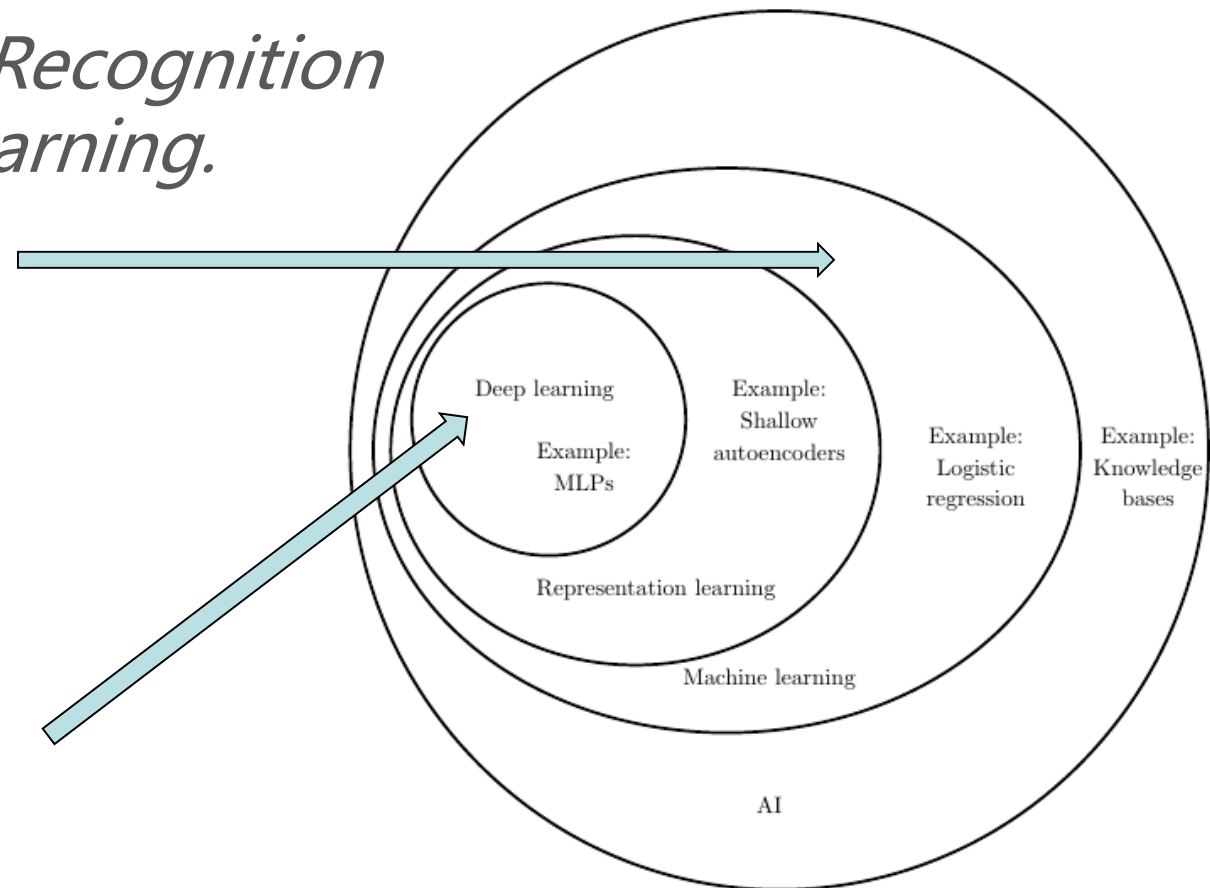 Recognition
arning.
Deep learning
Example:
MLPs
Example:
Shallow
autoencoders
Example:
Logistic
regression
Example:
Knowledge
bases
Representation learning
Machine learning
AI